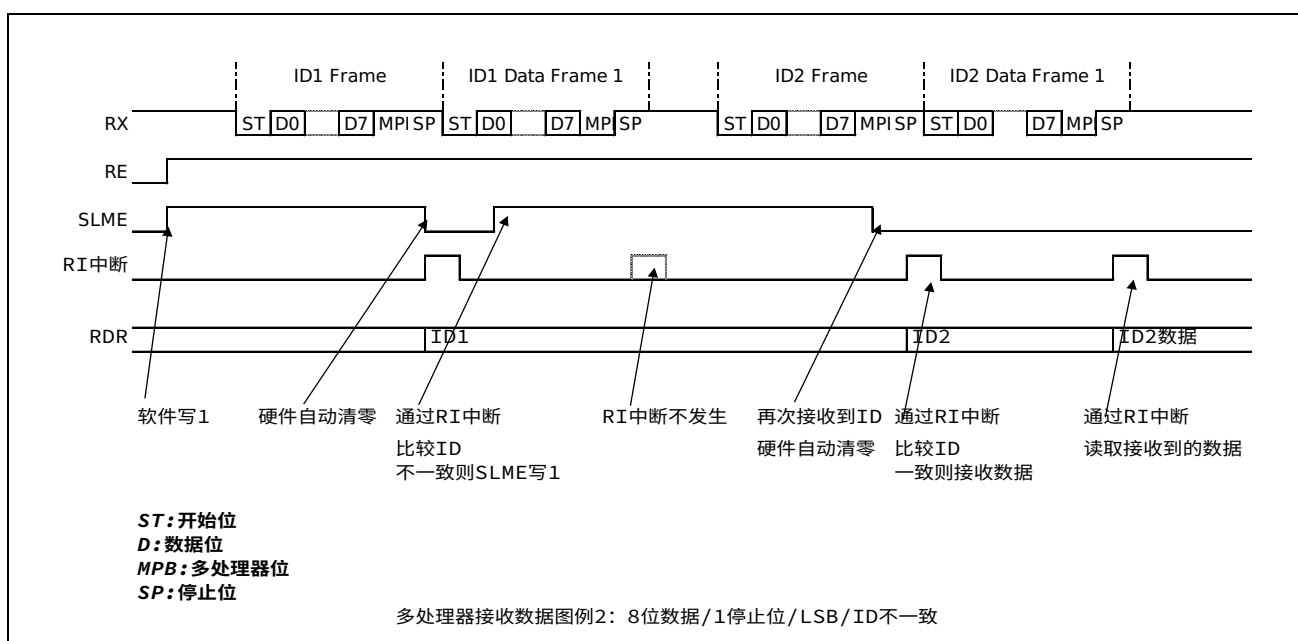 ID1 Frame
ID1 Data Frame 1
ID2 Frame
ID2 Data Frame 1
RX
ST D0 D7 MPI SP ST D0 D7 MP SP ST D0 D7 MPI SP ST D0 D7 MP SP
RE
SLME
RI中断
RDR
ID1
ID2
ID2数据
软件写1
硬件自动清零
通过RI中断
比较ID
不一致则SLME写1
RI中断不发生
再次接收到ID
硬件自动清零
通过RI中断
比较ID
一致则接收数据
通过RI中断
读取接收到的数据
ST:开始位
D:数据位
MPB:多处理器位
SP:停止位
多处理器接收数据图例2：8位数据/1停止位/LSB/ID不一致